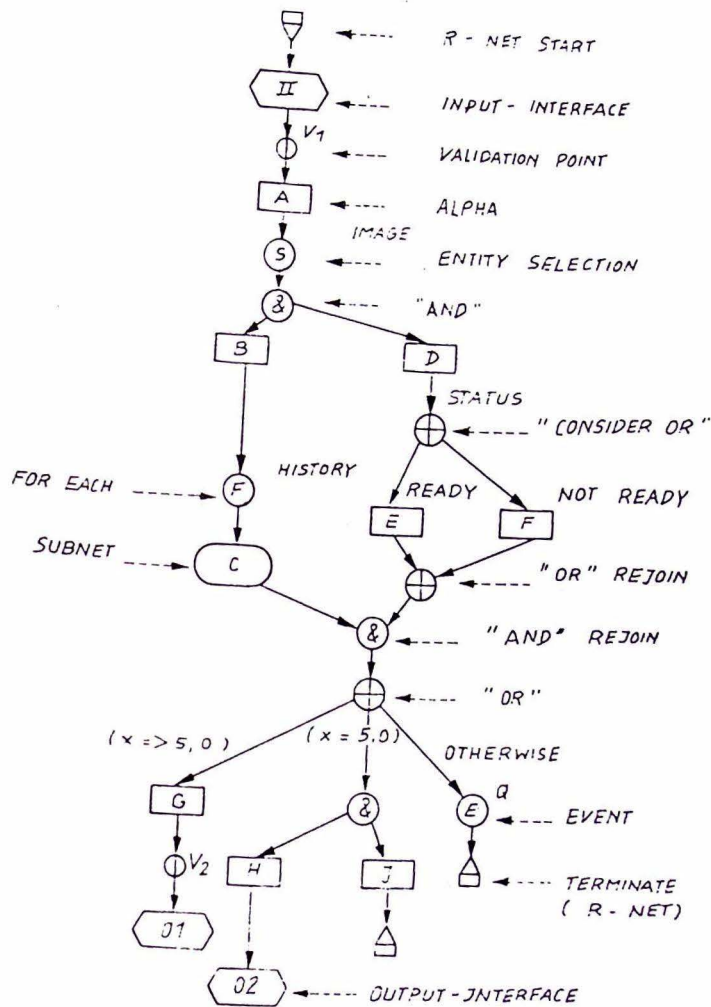 R - NET START
II
INPUT - INTERFACE
V1
VALIDATION POINT
A
ALPHA
IMAGE
S
ENTITY SELECTION
&
"AND"
B
D
STATUS
"CONSIDER OR"
HISTORY
FOR EACH
F
READY
NOT READY
E
F
SUBNET
C
"OR" REJOIN
&
"AND" REJOIN
"OR"
(x => 5,0)
(x = 5,0)
OTHERWISE
G
&
Q
E
EVENT
V2
H
J
TERMINATE
( R - NET)
O1
O2
OUTPUT-INTERFACE